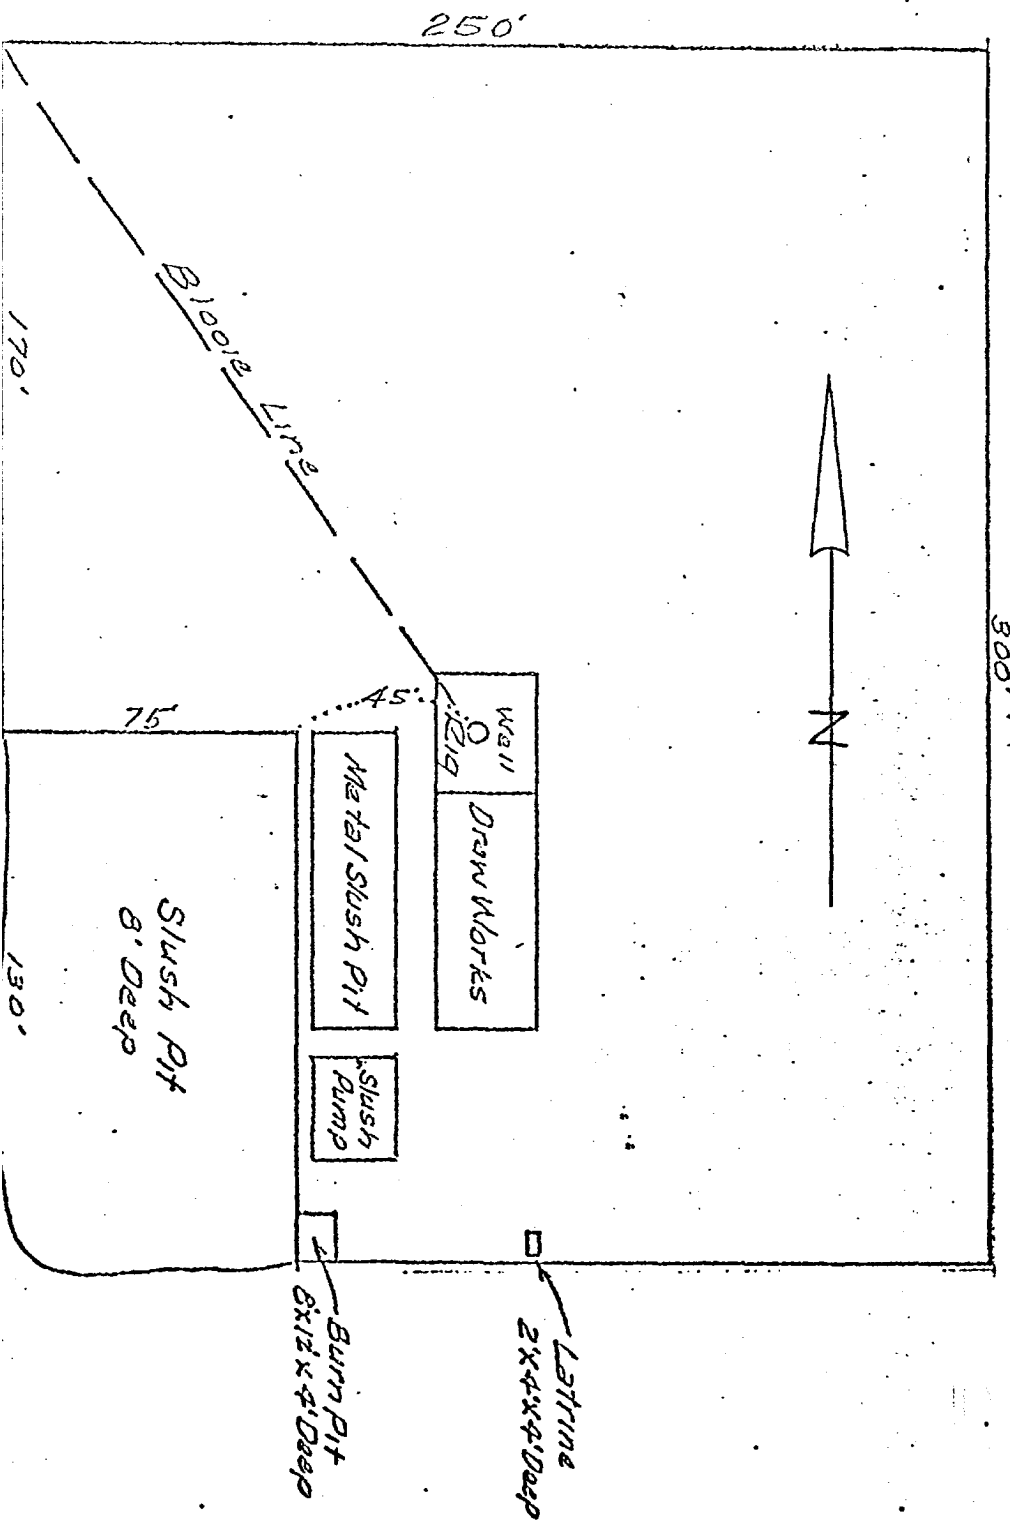 250'
300'
170'
Blooie Line
N
45'
75'
Well
Rig
Draw Works
Metal Slush Pit
Slush
Pump
Slush Pit
8' Deep
130'
Latrine
2'x4'x4' Deep
Burn Pit
8'x12'x4' Deep